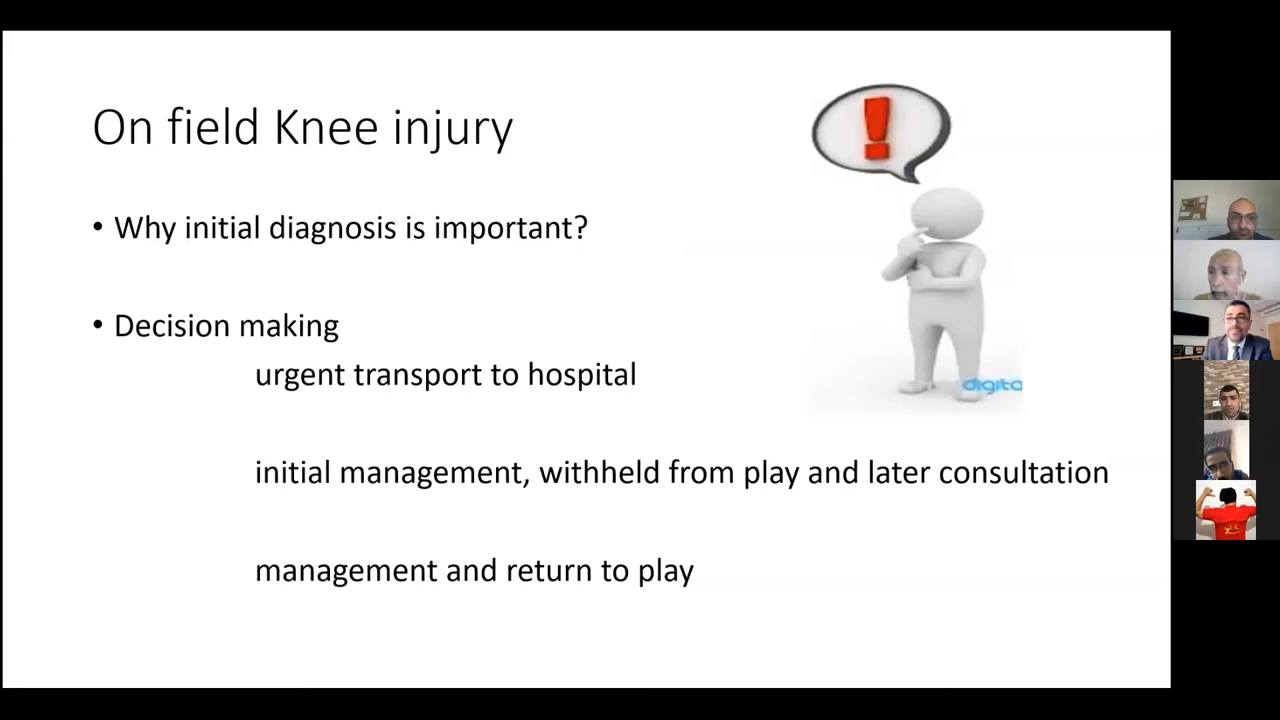 On field Knee injury
• Why initial diagnosis is important?
• Decision making
urgent transport to hospital
initial management, withheld from play and later consultation
management and return to play
digita